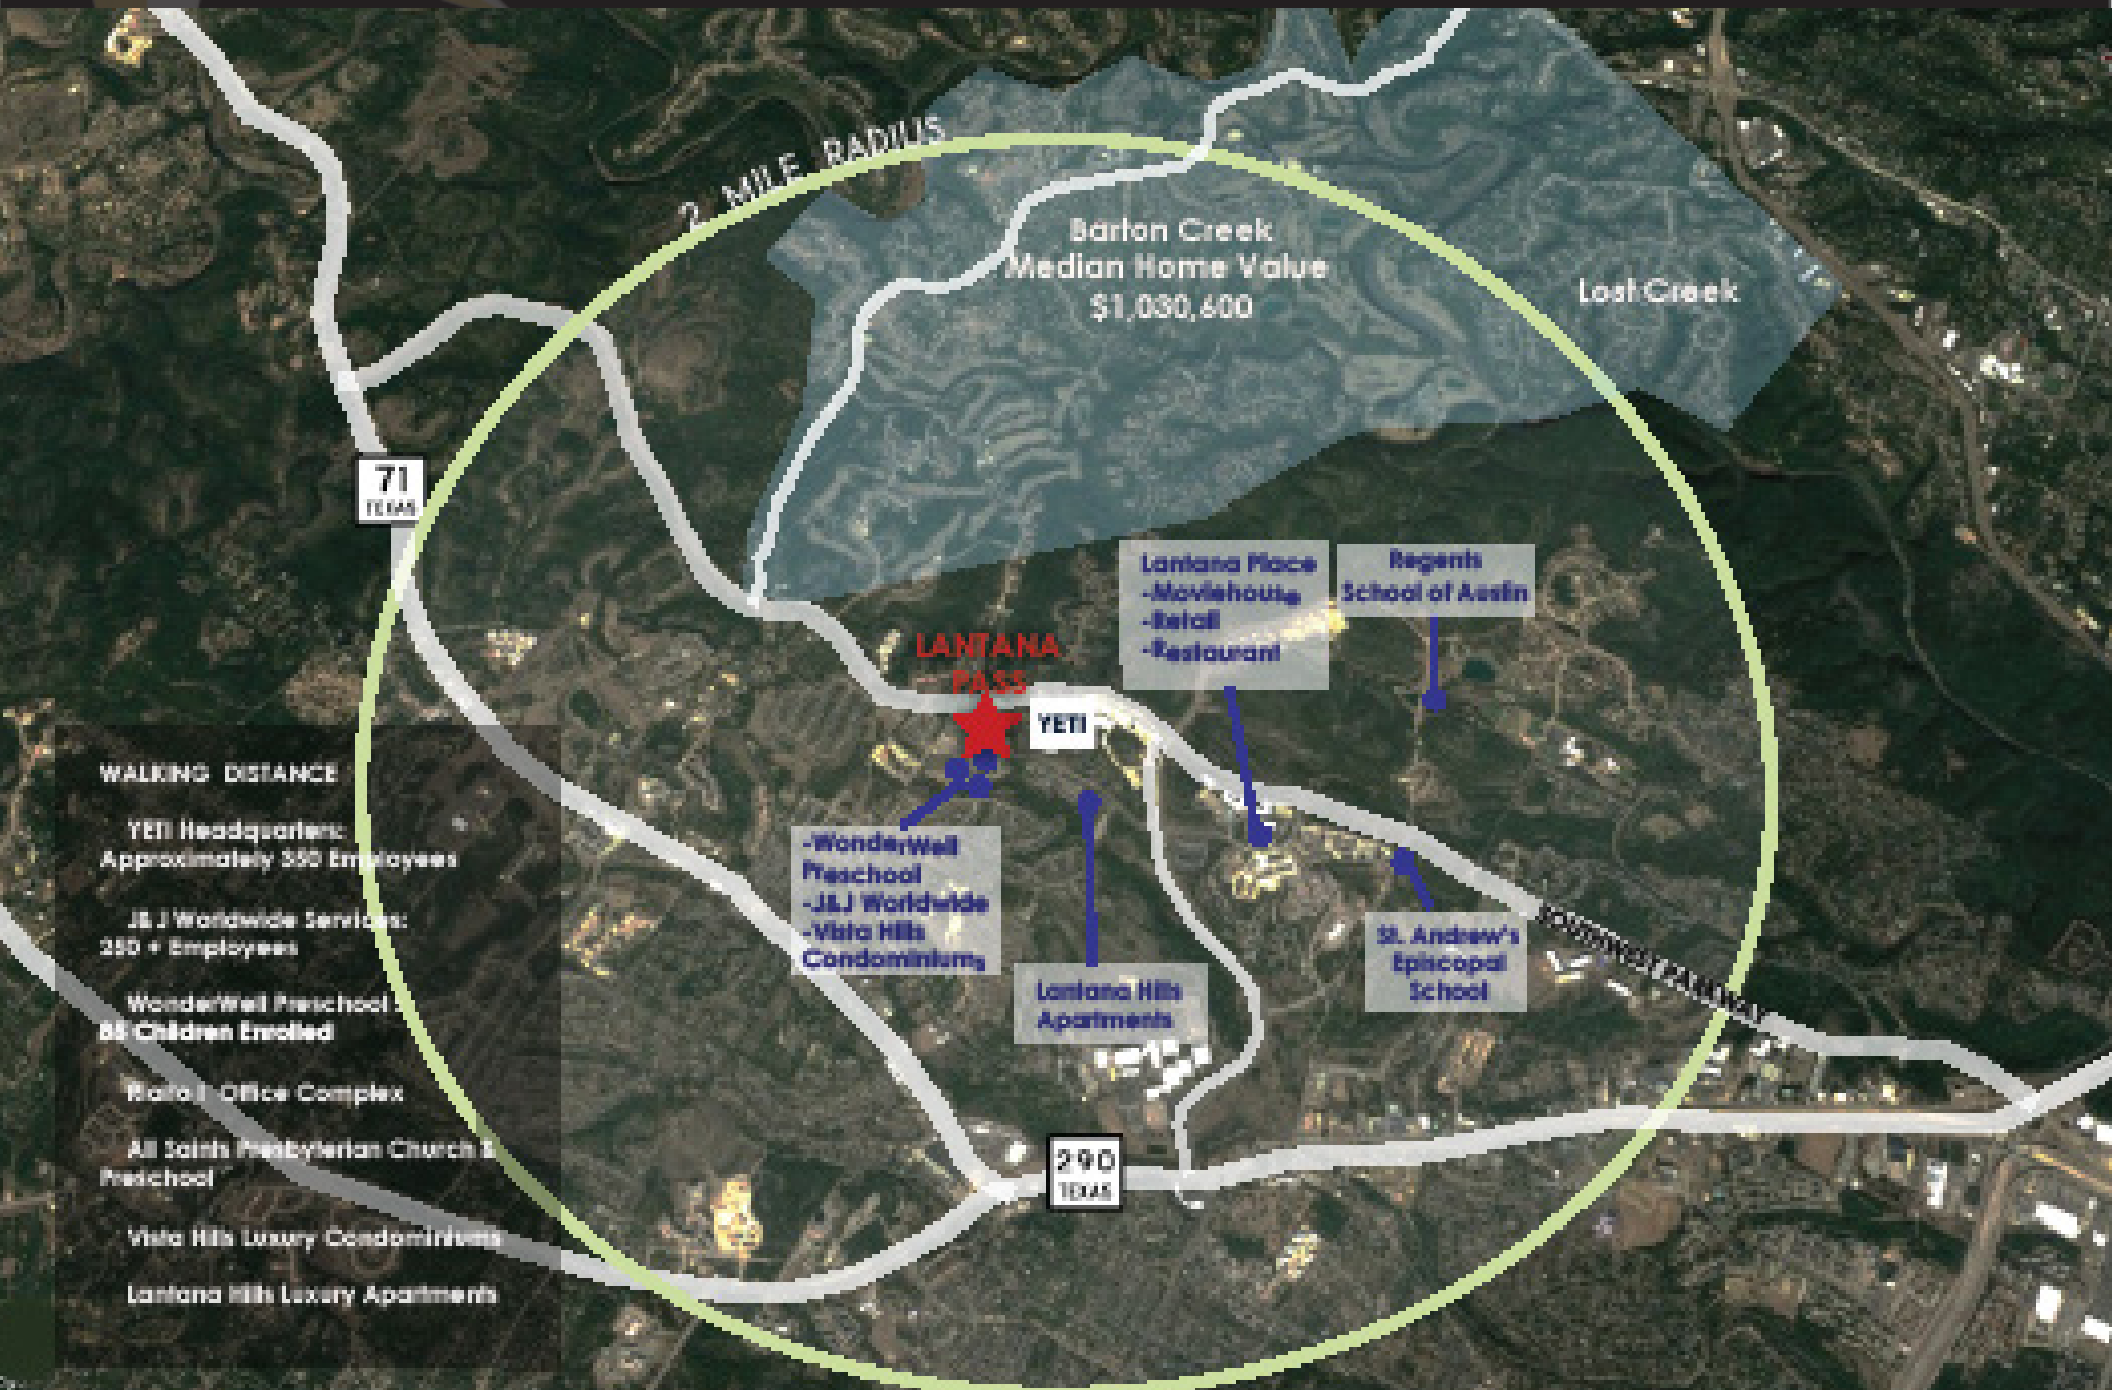 2 MILE RADIUS
Barton Creek
Median Home Value
$1,030,600
Lost Creek
71
TEXAS
Lantana Place
-Moviehouse
-Retail
-Restaurant
Regents
School of Austin
LANTANA
PASS
YETI
WALKING DISTANCE
YETI Headquarters:
Approximately 350 Employees
J&J Worldwide Services:
250 + Employees
WonderWell Preschool:
88 Children Enrolled
Office Complex
All Saints Presbyterian Church &
Preschool
Vista Hills Luxury Condominiums
Lantana Hills Luxury Apartments
-WonderWell
Preschool
-J&J Worldwide
-Vista Hills
Condominiums
Lantana Hills
Apartments
St. Andrew's
Episcopal
School
SOUTHWEST PARKWAY
290
TEXAS